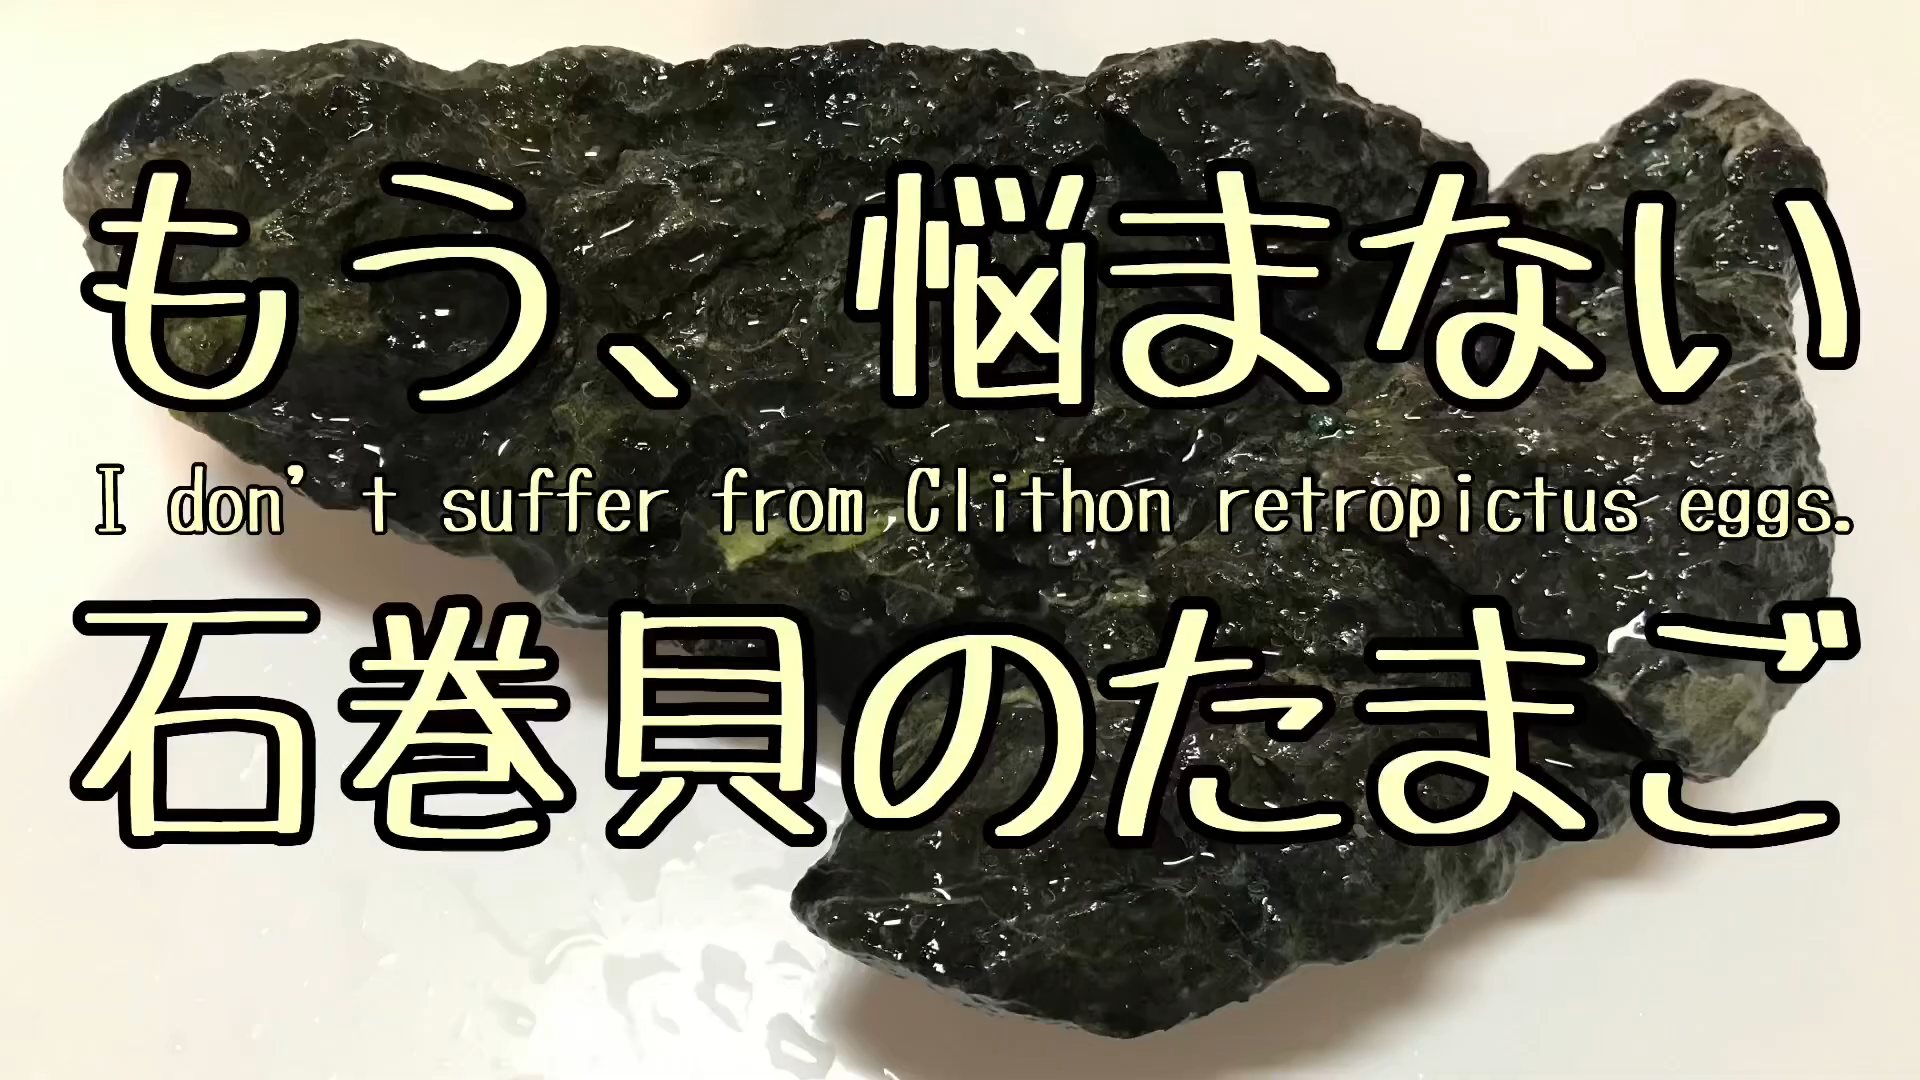 もう、悩まない
I don't suffer from Clithon retropictus eggs.
石巻貝のたまご